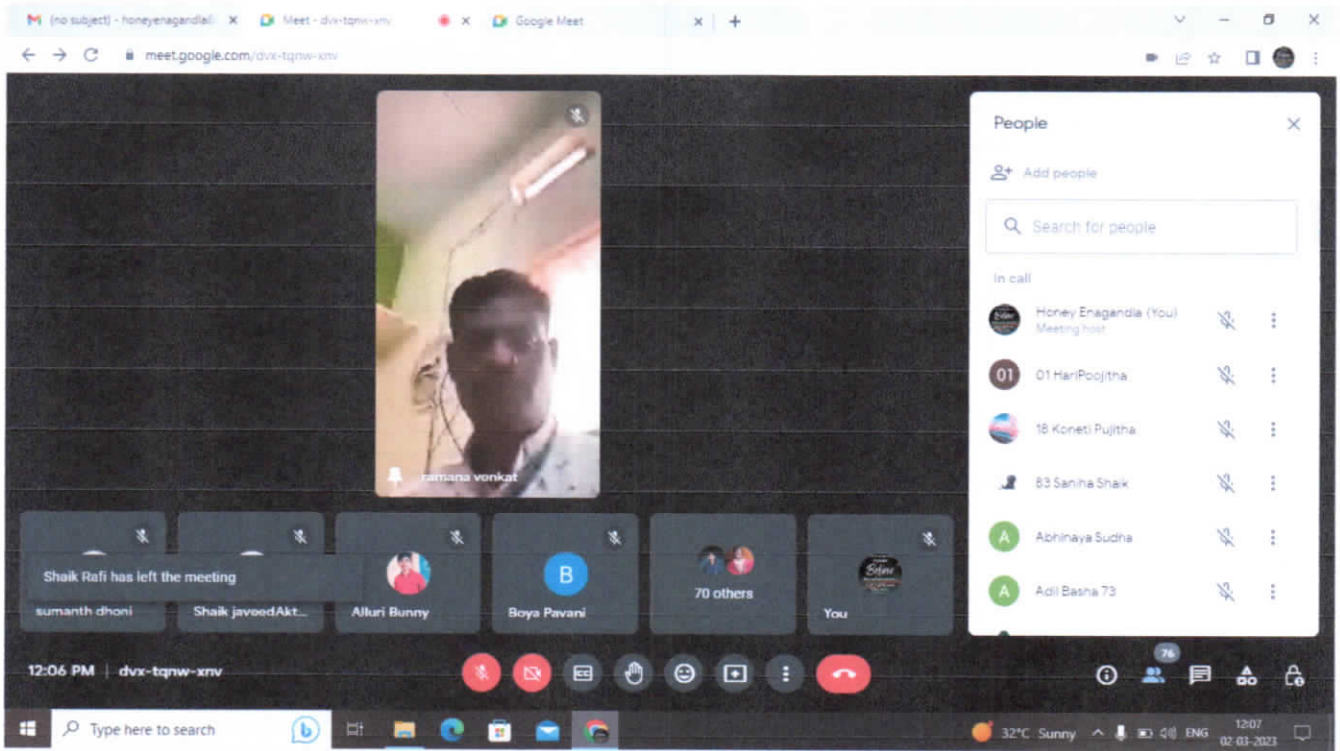 (no subject) - honeyenagandla@
Meet - dvx-tqnw-xnv
Google Meet
meet.google.com/dvx-tqnw-xnv
People
Add people
Search for people
In call
Honey Enagandla (You)
Meeting host
01
01 HariPoojitha
18 Koneti Pujitha
83 Saniha Shaik
A
Abhinaya Sudha
A
Adil Basha 73
ramana vonkat
Shaik Rafi has left the meeting
sumanth dhoni
Shaik javeedAkt...
Alluri Bunny
B
Boya Pavani
70 others
Believe
You
12:06 PM | dvx-tqnw-xnv
CC
76
Type here to search
b
32°C Sunny
ENG
12:07
02-03-2023